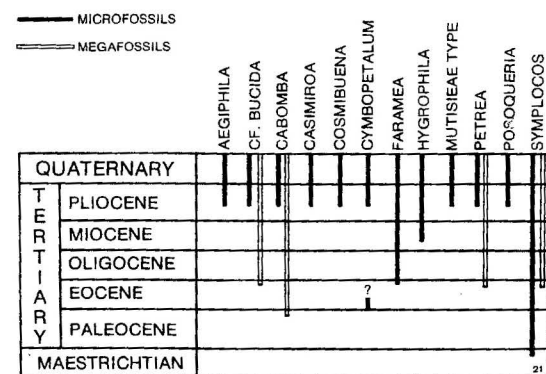 MICROFOSSILS
MEGAFOSSILS
AEGIPHILA
CF. BUCIDA
CABOMBA
CASIMIROA
COSMIBUENA
CYMBOPETALUM
FARAMEA
HYGROPHILA
MUTISIEAE TYPE
PETREA
POSOQUERIA
SYMPLOCOS
QUATERNARY
TERTIARY
PLIOCENE
MIOCENE
OLIGOCENE
EOCENE
?
PALEOCENE
MAESTRICHTIAN
21